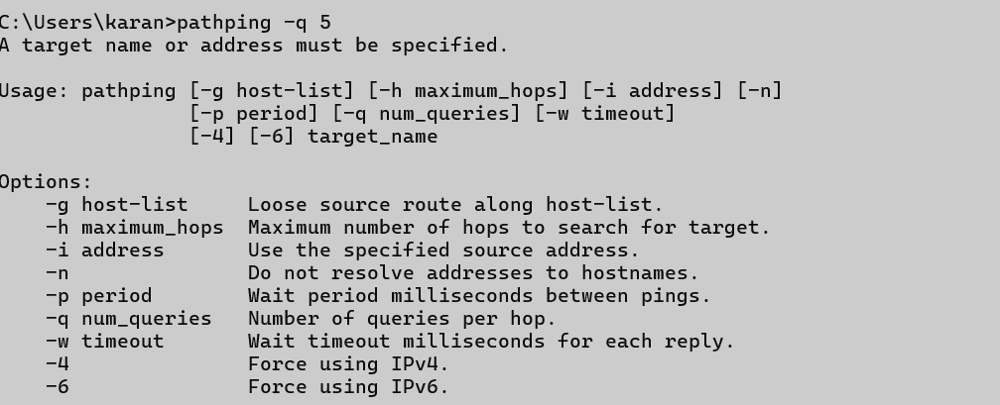 C:\Users\karan>pathping -q 5
A target name or address must be specified.
Usage: pathping [-g host-list] [-h maximum_hops] [-i address] [-n]
[-p period] [-q num_queries] [-w timeout]
[-4] [-6] target_name
Options:
-g host-list Loose source route along host-list.
-h maximum_hops Maximum number of hops to search for target.
-i address Use the specified source address.
-n Do not resolve addresses to hostnames.
-p period Wait period milliseconds between pings.
-q num_queries Number of queries per hop.
-w timeout Wait timeout milliseconds for each reply.
-4 Force using IPv4.
-6 Force using IPv6.